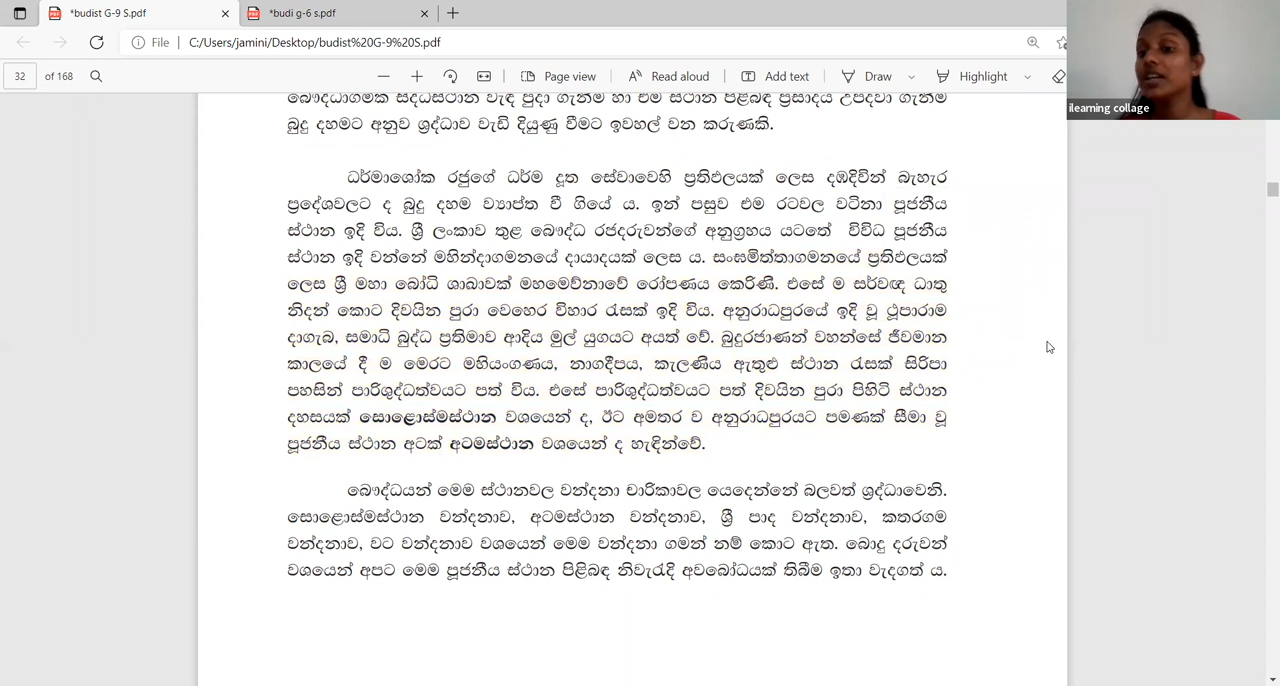 *budist G-9 S.pdf
*budi g-6 s.pdf
File
C:/Users/jamini/Desktop/budist%20G-9%20S.pdf
32 of 168
Page view
Read aloud
Add text
Draw
Highlight
ilearning collage
බෞද්ධාගමික සිද්ධස්ථාන වැඳ පුදා ගැනීම හා එම ස්ථාන පිළිබඳ ප්‍රසාදය උපදවා ගැනීම
බුදු දහමට අනුව ශ්‍රද්ධාව වැඩි දියුණු වීමට ඉවහල් වන කරුණකි.
ධර්මාශෝක රජුගේ ධර්ම දූත සේවාවෙහි ප්‍රතිඵලයක් ලෙස දඹදිවින් බැහැර
ප්‍රදේශවලට ද බුදු දහම ව්‍යාප්ත වී ගියේ ය. ඉන් පසුව එම රටවල වටිනා පූජනීය
ස්ථාන ඉදි විය. ශ්‍රී ලංකාව තුළ බෞද්ධ රජදරුවන්ගේ අනුග්‍රහය යටතේ විවිධ පූජනීය
ස්ථාන ඉදි වන්නේ මහින්දාගමනයේ දායාදයක් ලෙස ය. සංඝමිත්තාගමනයේ ප්‍රතිඵලයක්
ලෙස ශ්‍රී මහා බෝධි ශාඛාවක් මහමෙව්නාවේ රෝපණය කෙරිණි. එසේ ම සර්වඥ ධාතු
නිදන් කොට දිවයින පුරා වෙහෙර විහාර රැසක් ඉදි විය. අනුරාධපුරයේ ඉදි වූ ථූපාරාම
දාගැබ, සමාධි බුද්ධ ප්‍රතිමාව ආදිය මුල් යුගයට අයත් වේ. බුදුරජාණන් වහන්සේ ජීවමාන
කාලයේ දී ම මෙරට මහියංගණය, නාගදීපය, කැලණිය ඇතුළු ස්ථාන රැසක් සිරිපා
පහසින් පාරිශුද්ධත්වයට පත් විය. එසේ පාරිශුද්ධත්වයට පත් දිවයින පුරා පිහිටි ස්ථාන
දහසයක් සොළොස්මස්ථාන වශයෙන් ද, ඊට අමතර ව අනුරාධපුරයට පමණක් සීමා වූ
පූජනීය ස්ථාන අටක් අටමස්ථාන වශයෙන් ද හැඳින්වේ.
බෞද්ධයන් මෙම ස්ථානවල වන්දනා චාරිකාවල යෙදෙන්නේ බලවත් ශ්‍රද්ධාවෙනි.
සොළොස්මස්ථාන වන්දනාව, අටමස්ථාන වන්දනාව, ශ්‍රී පාද වන්දනාව, කතරගම
වන්දනාව, වට වන්දනාව වශයෙන් මෙම වන්දනා ගමන් නම් කොට ඇත. බොදු දරුවන්
වශයෙන් අපට මෙම පූජනීය ස්ථාන පිළිබඳ නිවැරැදි අවබෝධයක් තිබීම ඉතා වැදගත් ය.